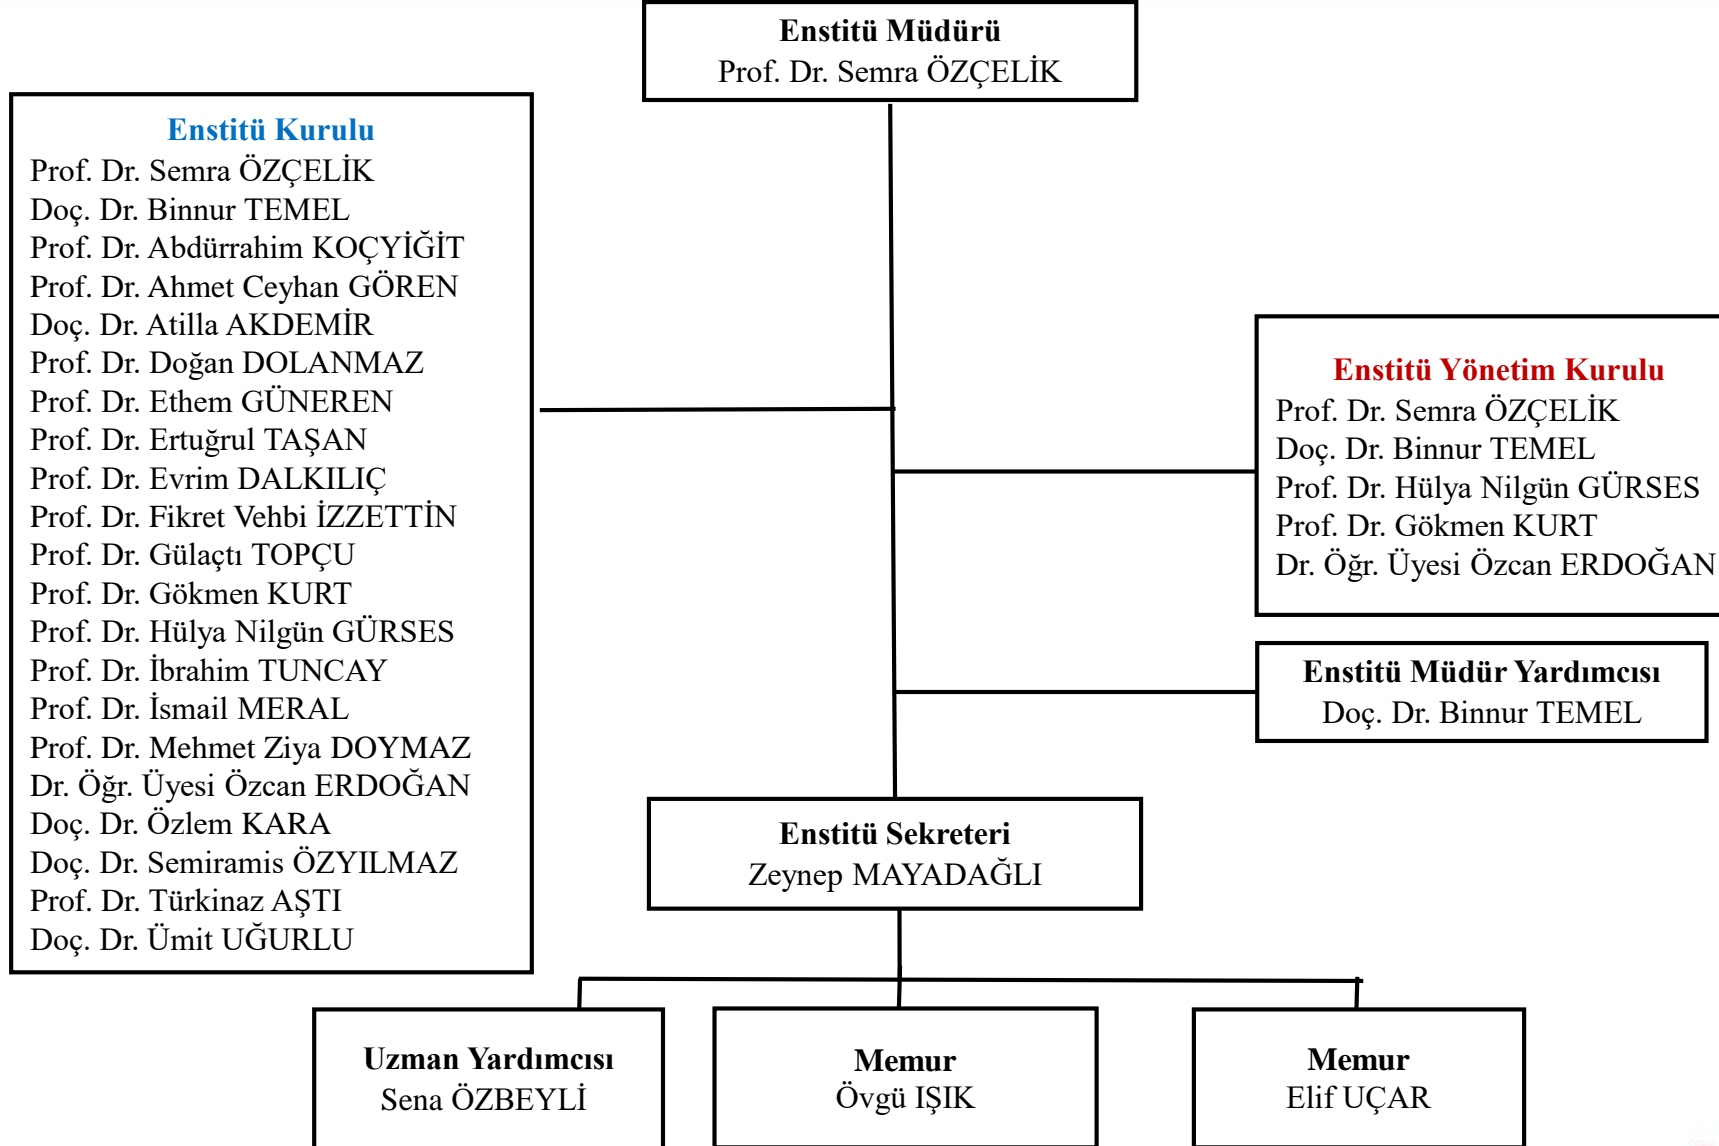 Enstitü Müdürü
Prof. Dr. Semra ÖZÇELİK
Enstitü Kurulu
Prof. Dr. Semra ÖZÇELİK
Doç. Dr. Binnur TEMEL
Prof. Dr. Abdürrahim KOÇYİĞİT
Prof. Dr. Ahmet Ceyhan GÖREN
Doç. Dr. Atilla AKDEMİR
Prof. Dr. Doğan DOLANMAZ
Prof. Dr. Ethem GÜNEREN
Prof. Dr. Ertuğrul TAŞAN
Prof. Dr. Evrim DALKILIÇ
Prof. Dr. Fikret Vehbi İZZETTİN
Prof. Dr. Gülaçtı TOPÇU
Prof. Dr. Gökmen KURT
Prof. Dr. Hülya Nilgün GÜRSES
Prof. Dr. İbrahim TUNCAY
Prof. Dr. İsmail MERAL
Prof. Dr. Mehmet Ziya DOYMAZ
Dr. Öğr. Üyesi Özcan ERDOĞAN
Doç. Dr. Özlem KARA
Doç. Dr. Semiramis ÖZYILMAZ
Prof. Dr. Türkinaz AŞTI
Doç. Dr. Ümit UĞURLU
Enstitü Yönetim Kurulu
Prof. Dr. Semra ÖZÇELİK
Doç. Dr. Binnur TEMEL
Prof. Dr. Hülya Nilgün GÜRSES
Prof. Dr. Gökmen KURT
Dr. Öğr. Üyesi Özcan ERDOĞAN
Enstitü Müdür Yardımcısı
Doç. Dr. Binnur TEMEL
Enstitü Sekreteri
Zeynep MAYADAĞLI
Uzman Yardımcısı
Sena ÖZBEYLİ
Memur
Övgü IŞIK
Memur
Elif UÇAR